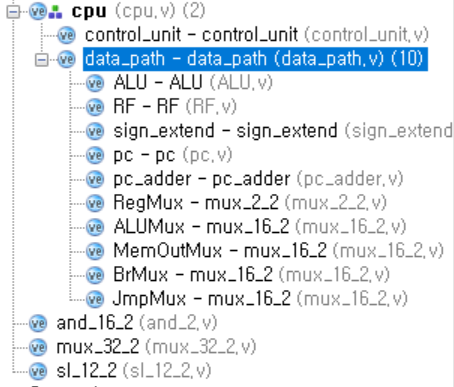 cpu (cpu.v) (2)
control_unit - control_unit (control_unit.v)
data_path - data_path (data_path.v) (10)
ALU - ALU (ALU.v)
RF - RF (RF.v)
sign_extend - sign_extend (sign_extend
pc - pc (pc.v)
pc_adder - pc_adder (pc_adder.v)
RegMux - mux_2_2 (mux_2_2.v)
ALUMux - mux_16_2 (mux_16_2.v)
MemOutMux - mux_16_2 (mux_16_2.v)
BrMux - mux_16_2 (mux_16_2.v)
JmpMux - mux_16_2 (mux_16_2.v)
and_16_2 (and_2.v)
mux_32_2 (mux_32_2.v)
sl_12_2 (sl_12_2.v)